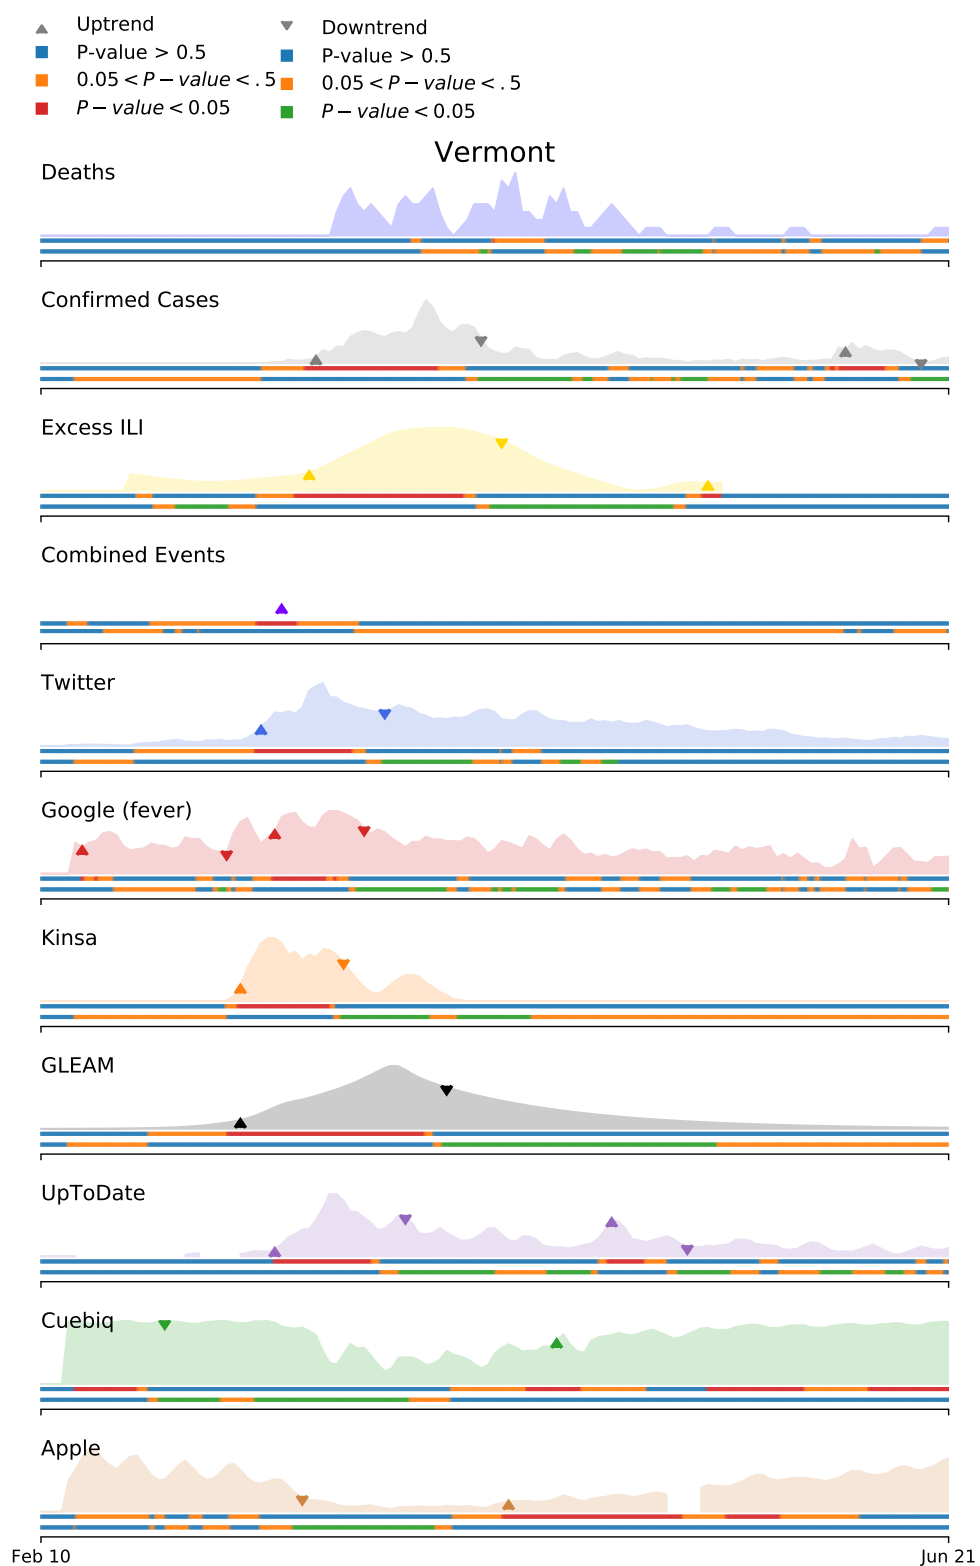 Uptrend
P-value > 0.5
0.05 < P − value < .5
P − value < 0.05
Downtrend
P-value > 0.5
0.05 < P − value < .5
P − value < 0.05
Vermont
Deaths
Confirmed Cases
Excess ILI
Combined Events
Twitter
Google (fever)
Kinsa
GLEAM
UpToDate
Cuebiq
Apple
Feb 10
Jun 21